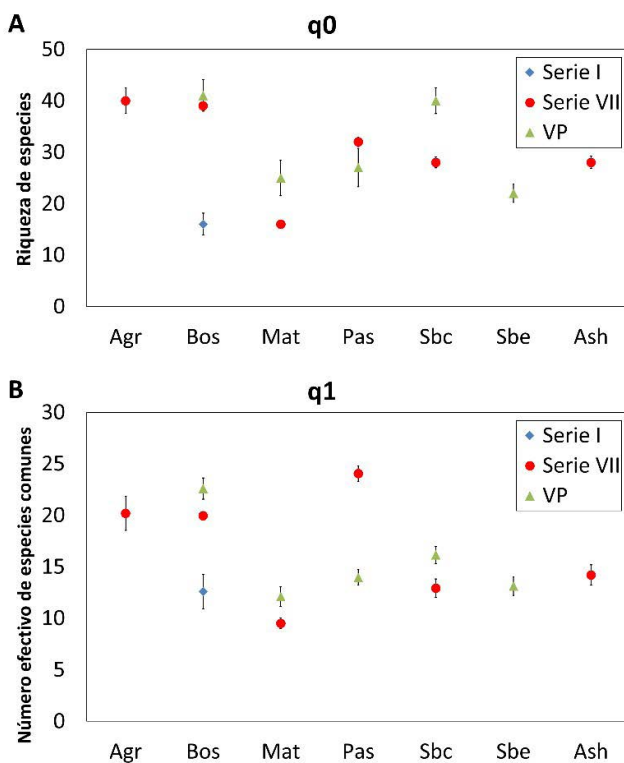 A
q0
Riqueza de especies
50
40
30
20
10
0
Serie I
Serie VII
VP
Agr Bos Mat Pas Sbc Sbe Ash
B
q1
Número efectivo de especies comunes
30
25
20
15
10
5
0
Serie I
Serie VII
VP
Agr Bos Mat Pas Sbc Sbe Ash